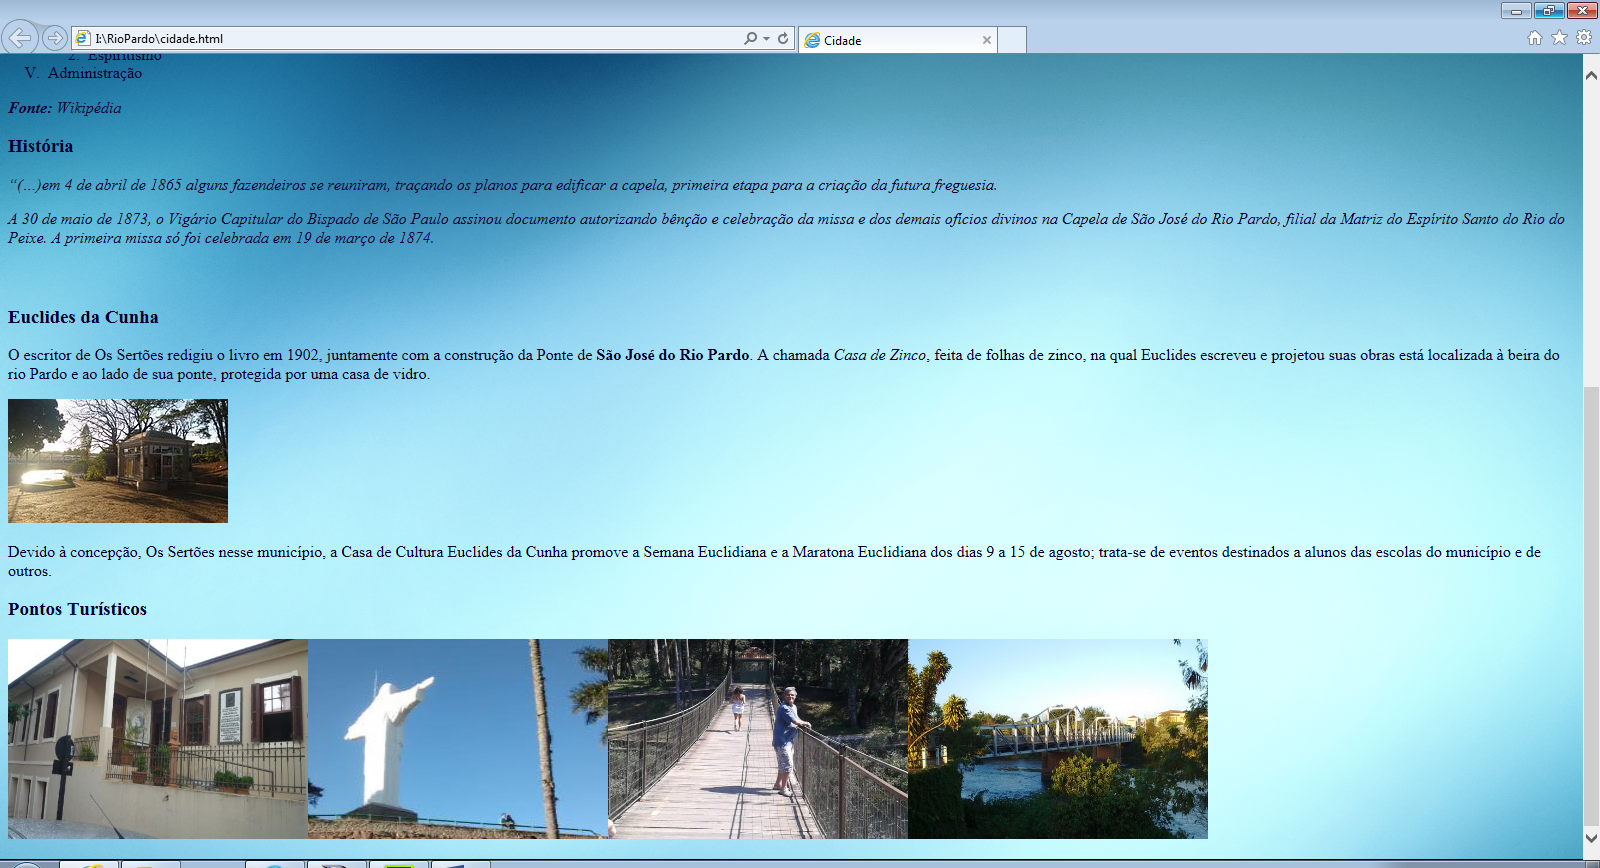 I:\RioPardo\cidade.html
Cidade
2. Espiritismo
V. Administração
Fonte: Wikipédia
História
“(…)em 4 de abril de 1865 alguns fazendeiros se reuniram, traçando os planos para edificar a capela, primeira etapa para a criação da futura freguesia.
A 30 de maio de 1873, o Vigário Capitular do Bispado de São Paulo assinou documento autorizando bênção e celebração da missa e dos demais ofícios divinos na Capela de São José do Rio Pardo, filial da Matriz do Espírito Santo do Rio do
Peixe. A primeira missa só foi celebrada em 19 de março de 1874.
Euclides da Cunha
O escritor de Os Sertões redigiu o livro em 1902, juntamente com a construção da Ponte de São José do Rio Pardo. A chamada Casa de Zinco, feita de folhas de zinco, na qual Euclides escreveu e projetou suas obras está localizada à beira do
rio Pardo e ao lado de sua ponte, protegida por uma casa de vidro.
Devido à concepção, Os Sertões nesse município, a Casa de Cultura Euclides da Cunha promove a Semana Euclidiana e a Maratona Euclidiana dos dias 9 a 15 de agosto; trata-se de eventos destinados a alunos das escolas do município e de
outros.
Pontos Turísticos